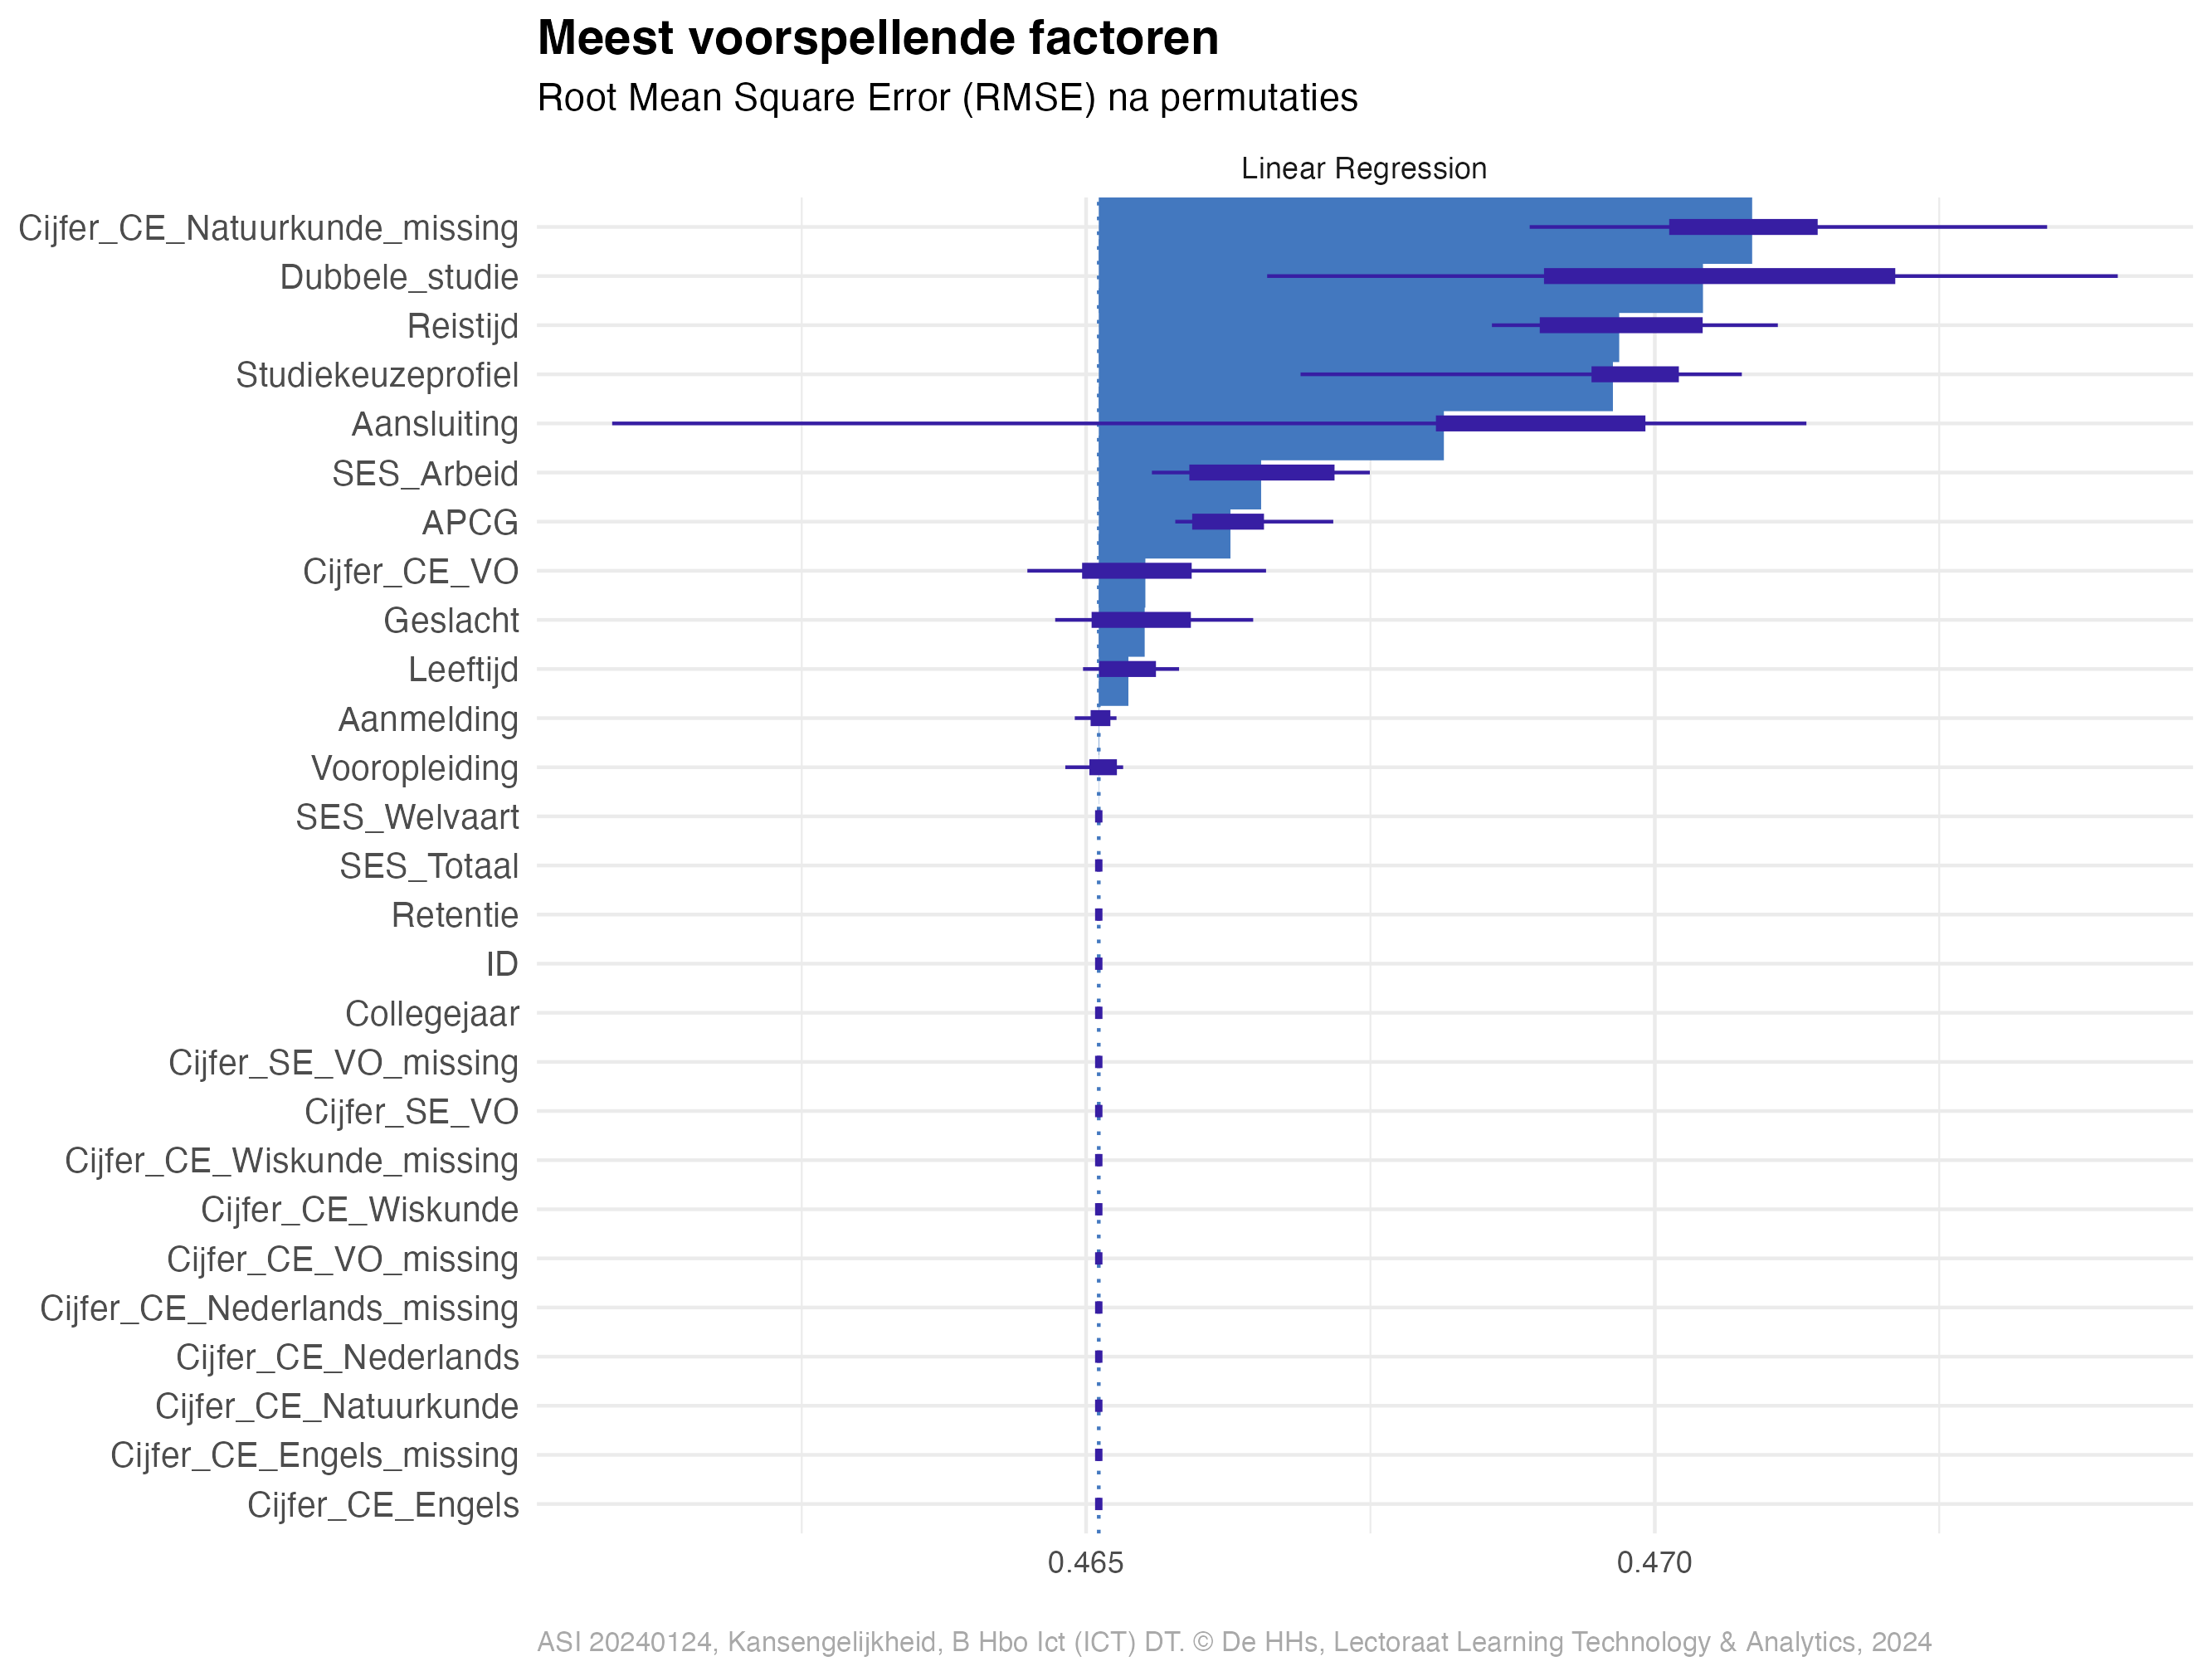 Meest voorspellende factoren
Root Mean Square Error (RMSE) na permutaties
Linear Regression
Cijfer_CE_Natuurkunde_missing
Dubbele_studie
Reistijd
Studiekeuzeprofiel
Aansluiting
SES_Arbeid
APCG
Cijfer_CE_VO
Geslacht
Leeftijd
Aanmelding
Vooropleiding
SES_Welvaart
SES_Totaal
Retentie
ID
Collegejaar
Cijfer_SE_VO_missing
Cijfer_SE_VO
Cijfer_CE_Wiskunde_missing
Cijfer_CE_Wiskunde
Cijfer_CE_VO_missing
Cijfer_CE_Nederlands_missing
Cijfer_CE_Nederlands
Cijfer_CE_Natuurkunde
Cijfer_CE_Engels_missing
Cijfer_CE_Engels
0.465 0.470
ASI 20240124, Kansengelijkheid, B Hbo Ict (ICT) DT. © De HHs, Lectoraat Learning Technology & Analytics, 2024